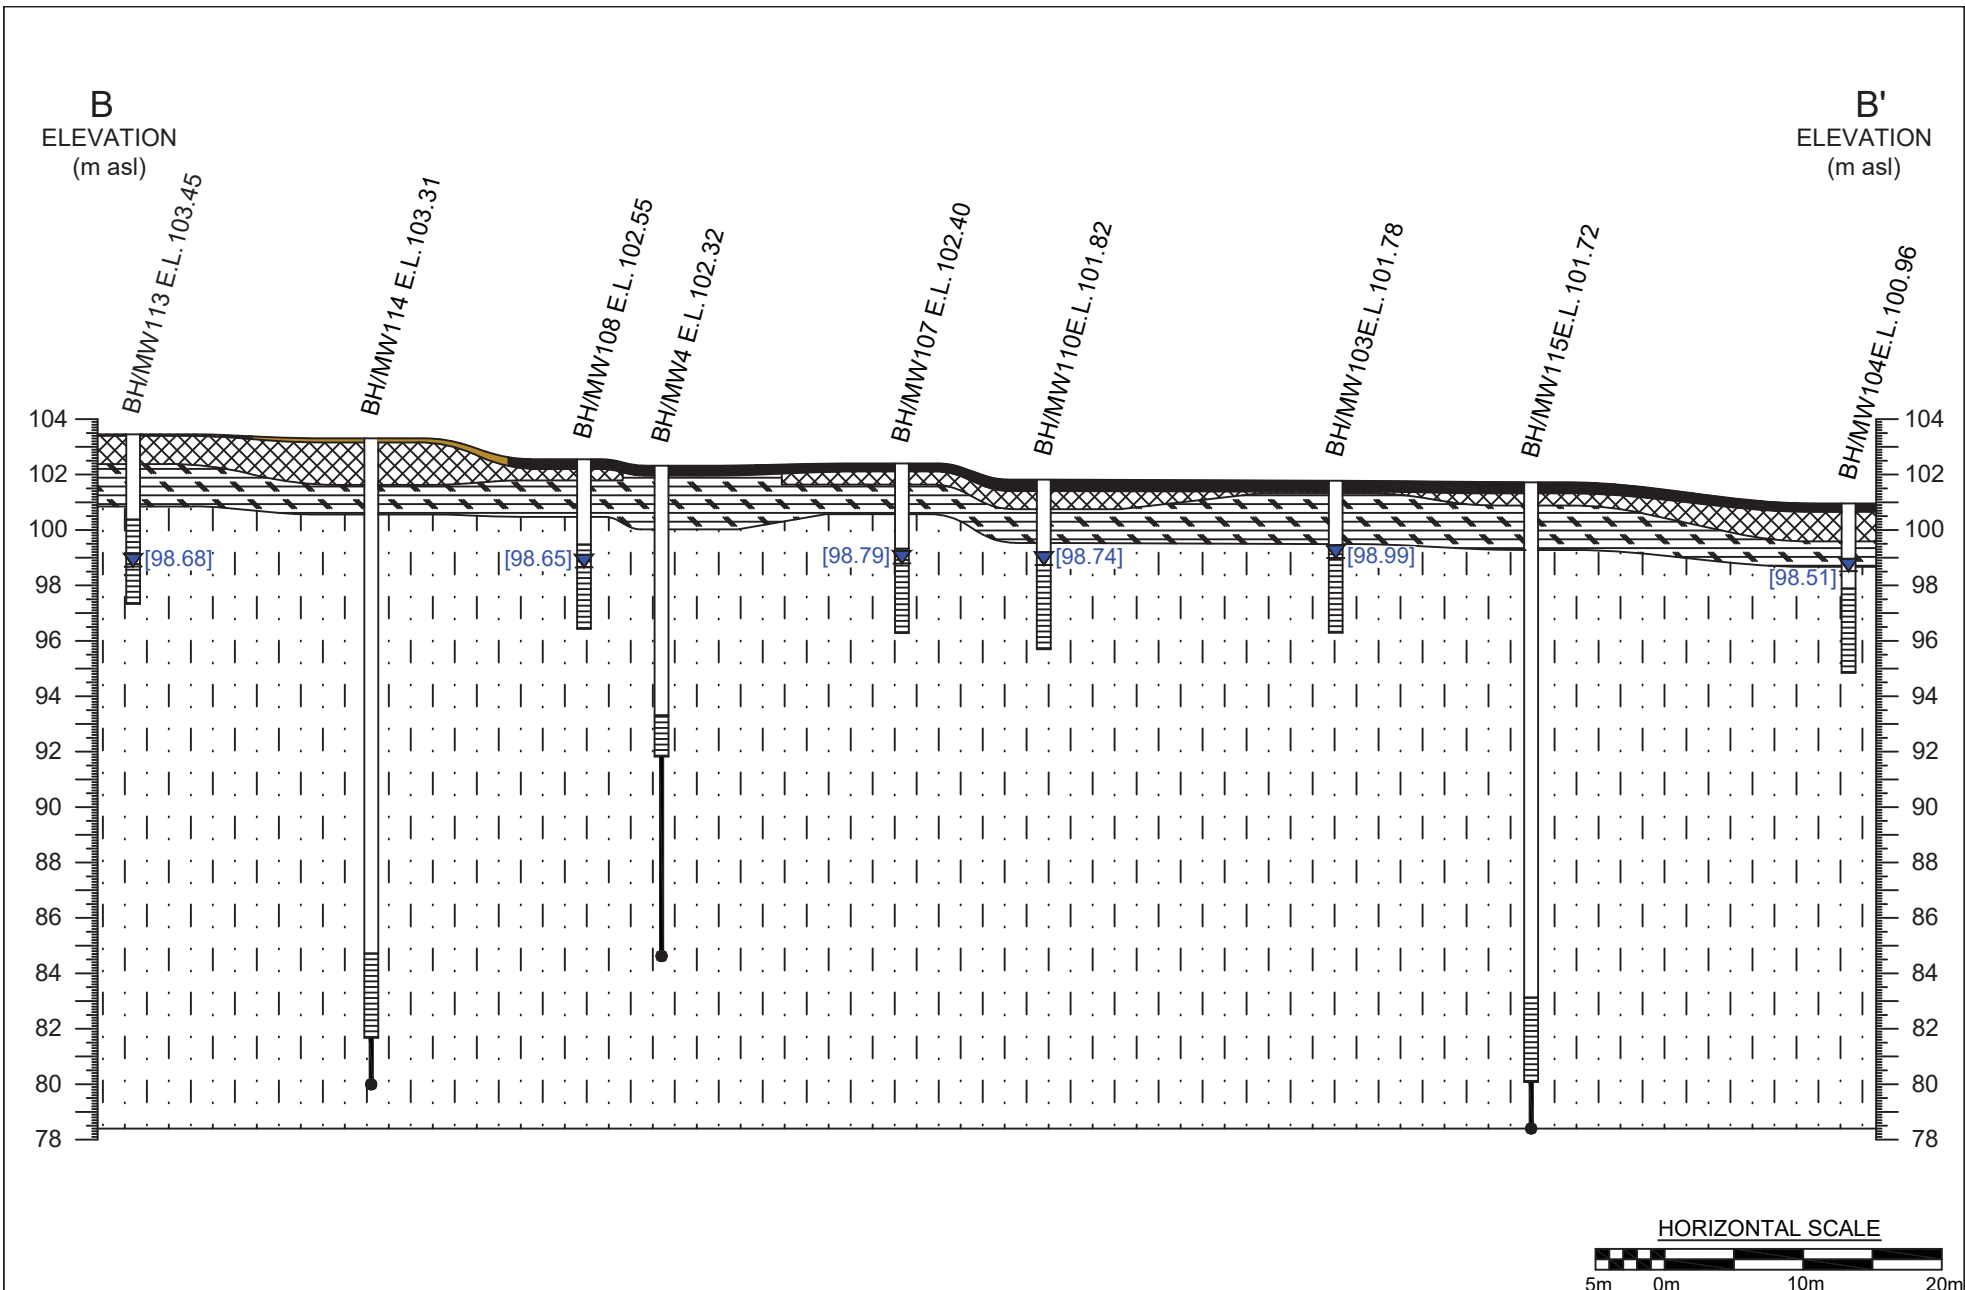 B
ELEVATION
(m asl)
B'
ELEVATION
(m asl)
BH/MW113 E.L.103.45
BH/MW114 E.L.103.31
BH/MW108 E.L.102.55
BH/MW4 E.L.102.32
BH/MW107 E.L.102.40
BH/MW110E.L.101.82
BH/MW103E.L.101.78
BH/MW115E.L.101.72
BH/MW104E.L.100.96
104 104
102 102
100 100
[98.68] [98.65] [98.79] [98.74] [98.99] [98.51]
98 98
96 96
94 94
92 92
90 90
88 88
86 86
84 84
82 82
80 80
78 78
HORIZONTAL SCALE
5m 0m 10m 20m